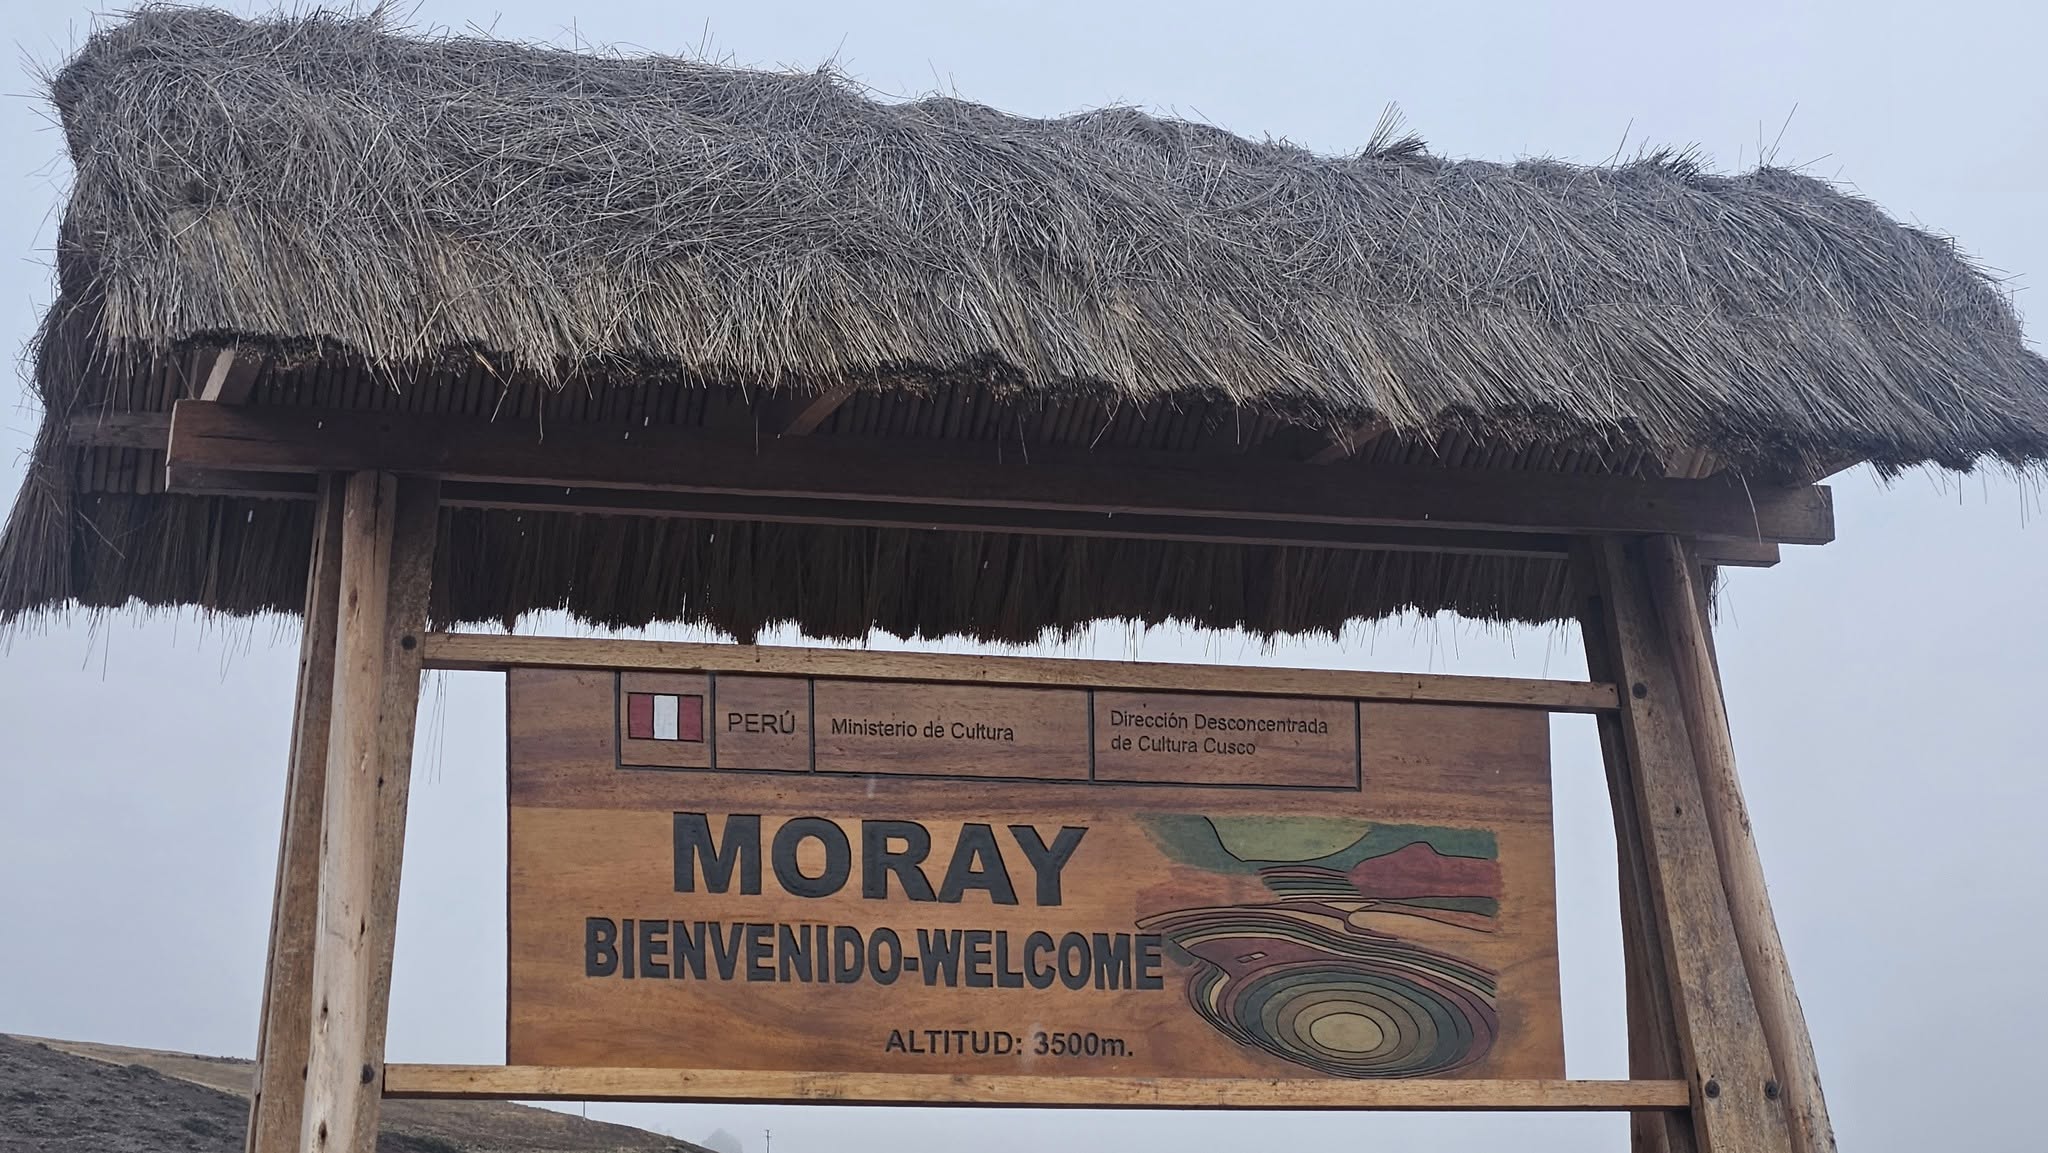 PERÚ
Ministerio de Cultura
Dirección Desconcentrada
de Cultura Cusco
MORAY
BIENVENIDO-WELCOME
ALTITUD: 3500m.